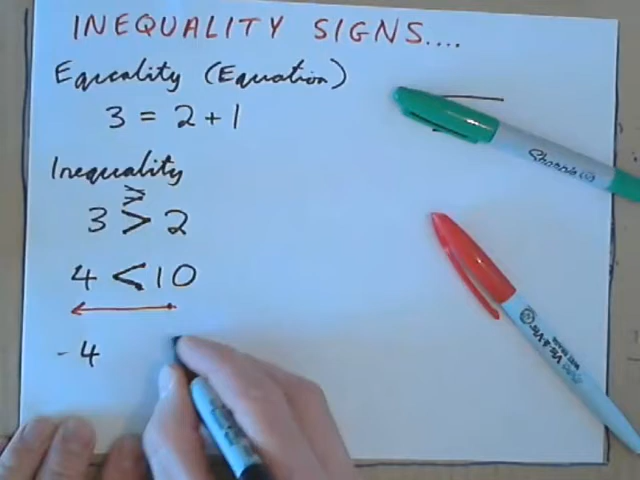 INEQUALITY SIGNS....
Equality (Equation)
3 = 2 + 1
Inequality
>
3 > 2
4 < 10
- 4
Sharpie